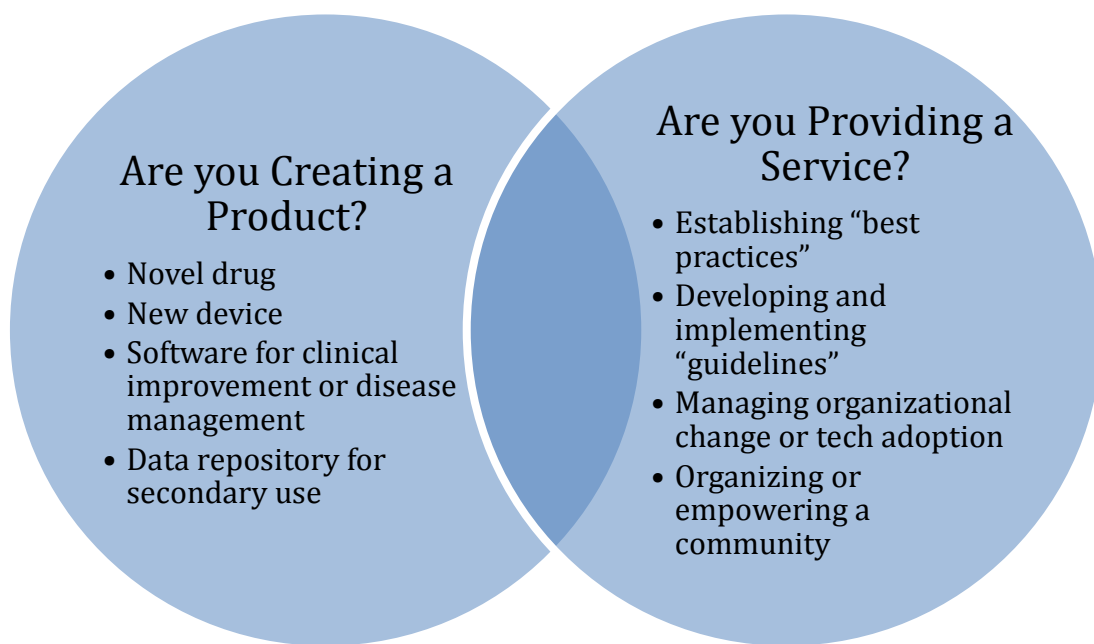 Are you Creating a
Product?
• Novel drug
• New device
• Software for clinical
improvement or disease
management
• Data repository for
secondary use
Are you Providing a
Service?
• Establishing “best
practices”
• Developing and
implementing
“guidelines”
• Managing organizational
change or tech adoption
• Organizing or
empowering a
community